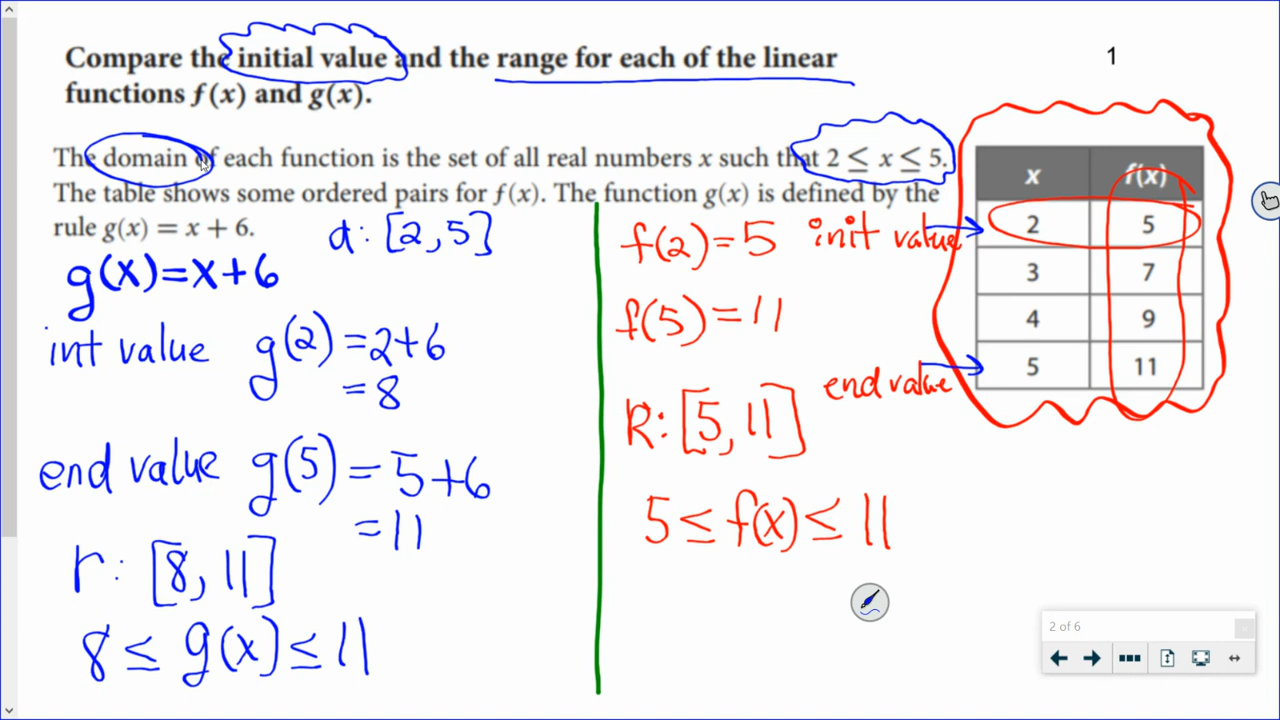 Compare the initial value and the range for each of the linear
functions f(x) and g(x).
1
The domain of each function is the set of all real numbers x such that 2 ≤ x ≤ 5.
The table shows some ordered pairs for f(x). The function g(x) is defined by the
rule g(x) = x + 6.
d: [2,5]
g(x)=x+6
int value g(2)=2+6
=8
end value g(5)=5+6
=11
r: [8,11]
8 ≤ g(x) ≤ 11
f(2)=5 init value
f(5)=11
end value
R: [5,11]
5 ≤ f(x) ≤ 11
x f(x)
2 5
3 7
4 9
5 11
2 of 6